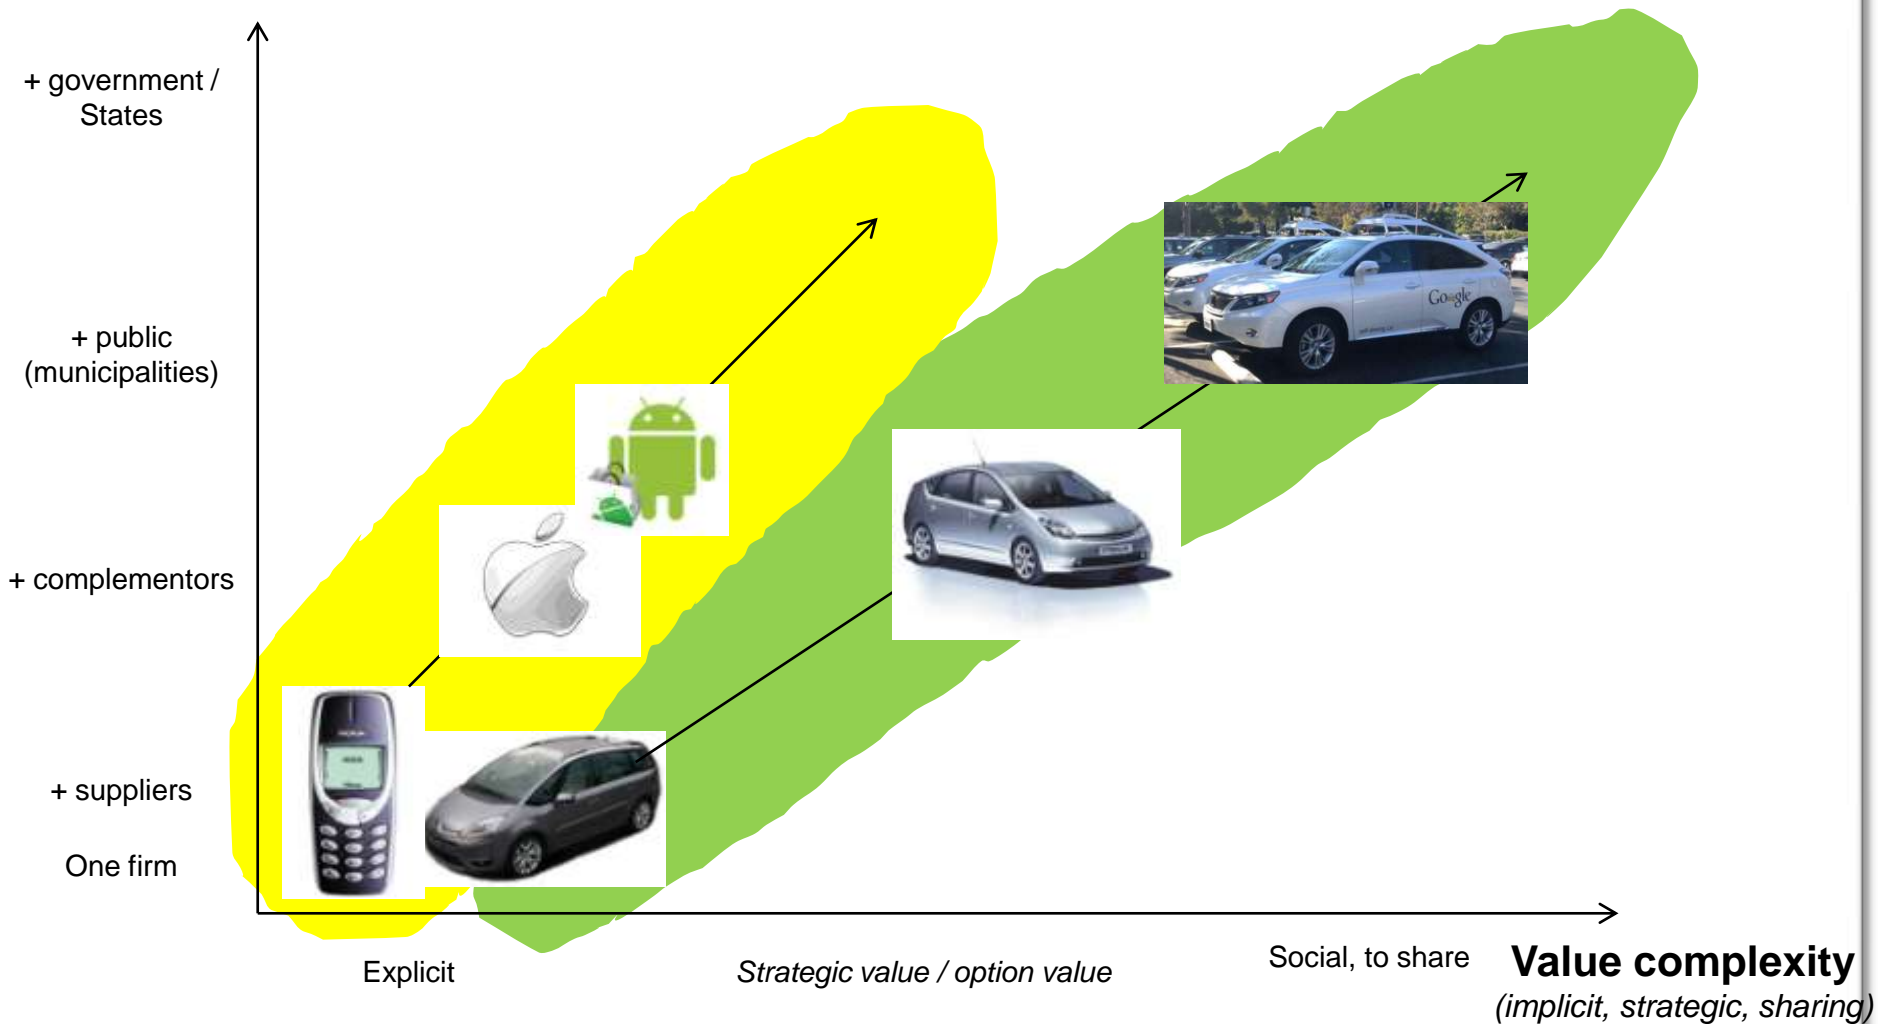 + government /
States
+ public
(municipalities)
+ complementors
+ suppliers
One firm
Google
Explicit
Strategic value / option value
Social, to share
Value complexity
(implicit, strategic, sharing)